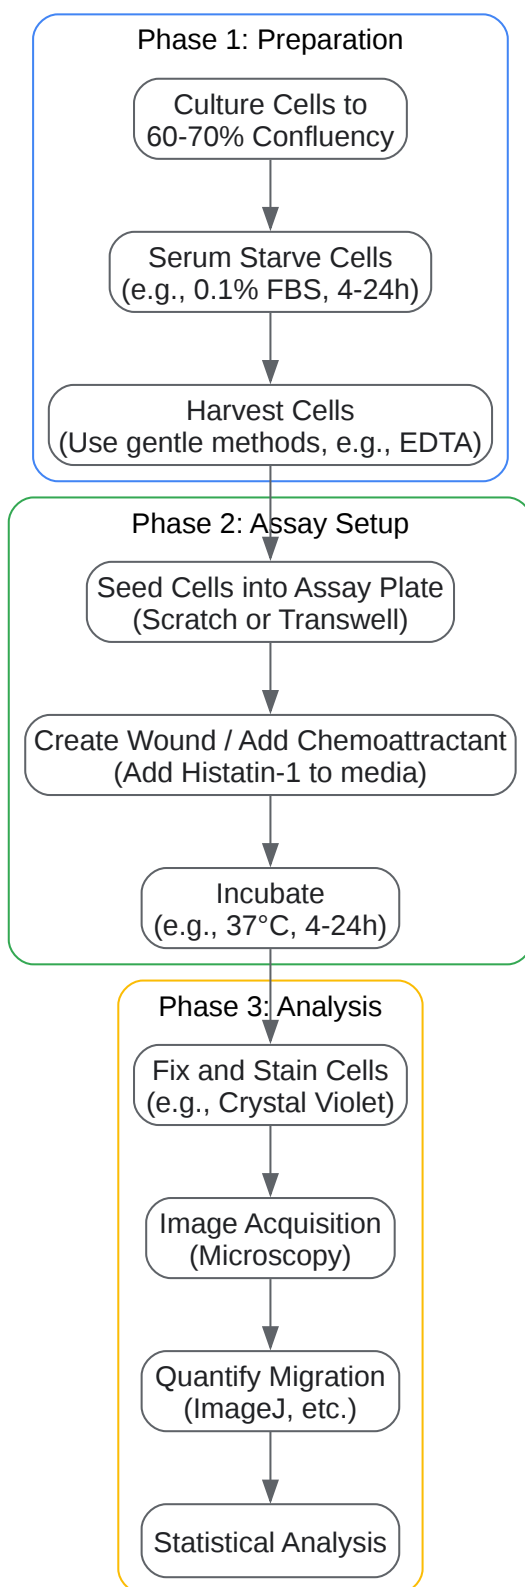 Phase 1: Preparation
Culture Cells to
60-70% Confluency
Serum Starve Cells
(e.g., 0.1% FBS, 4-24h)
Harvest Cells
(Use gentle methods, e.g., EDTA)
Phase 2: Assay Setup
Seed Cells into Assay Plate
(Scratch or Transwell)
Create Wound / Add Chemoattractant
(Add Histatin-1 to media)
Incubate
(e.g., 37°C, 4-24h)
Phase 3: Analysis
Fix and Stain Cells
(e.g., Crystal Violet)
Image Acquisition
(Microscopy)
Quantify Migration
(ImageJ, etc.)
Statistical Analysis